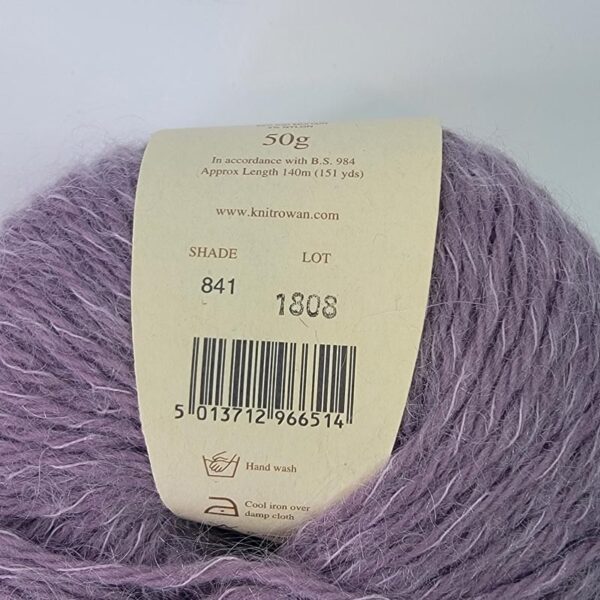 50g
In accordance with B.S. 984
Approx Length 140m (151 yds)
www.knitrowan.com
SHADE LOT
841 1808
5 013712 966514
Hand wash
Cool iron over
damp cloth